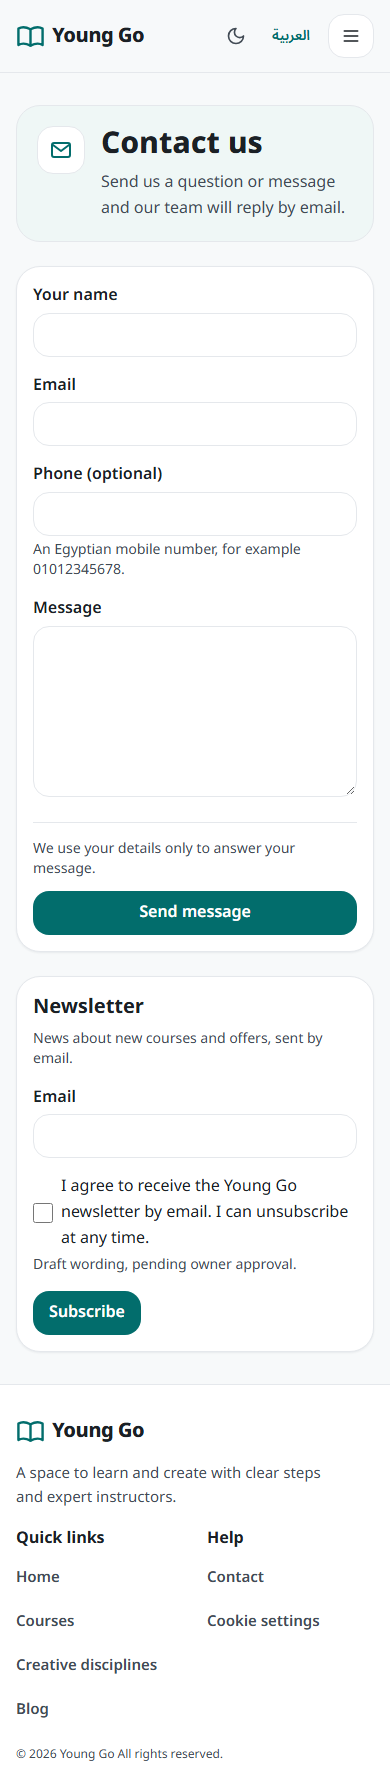 Young Go
العربية
Contact us
Send us a question or message
and our team will reply by email.
Your name
Email
Phone (optional)
An Egyptian mobile number, for example
01012345678.
Message
We use your details only to answer your
message.
Send message
Newsletter
News about new courses and offers, sent by
email.
Email
I agree to receive the Young Go
newsletter by email. I can unsubscribe
at any time.
Draft wording, pending owner approval.
Subscribe
Young Go
A space to learn and create with clear steps
and expert instructors.
Quick links
Home
Courses
Creative disciplines
Blog
Help
Contact
Cookie settings
© 2026 Young Go All rights reserved.